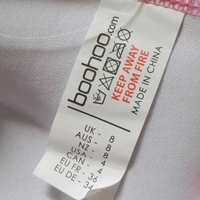 boohoo.com
KEEP AWAY
FROM FIRE
MADE IN CHINA
UK - 8
AUS - 8
NZ - 8
USA - 4
CAN - 4
EU FR - 36
EU DE - 34